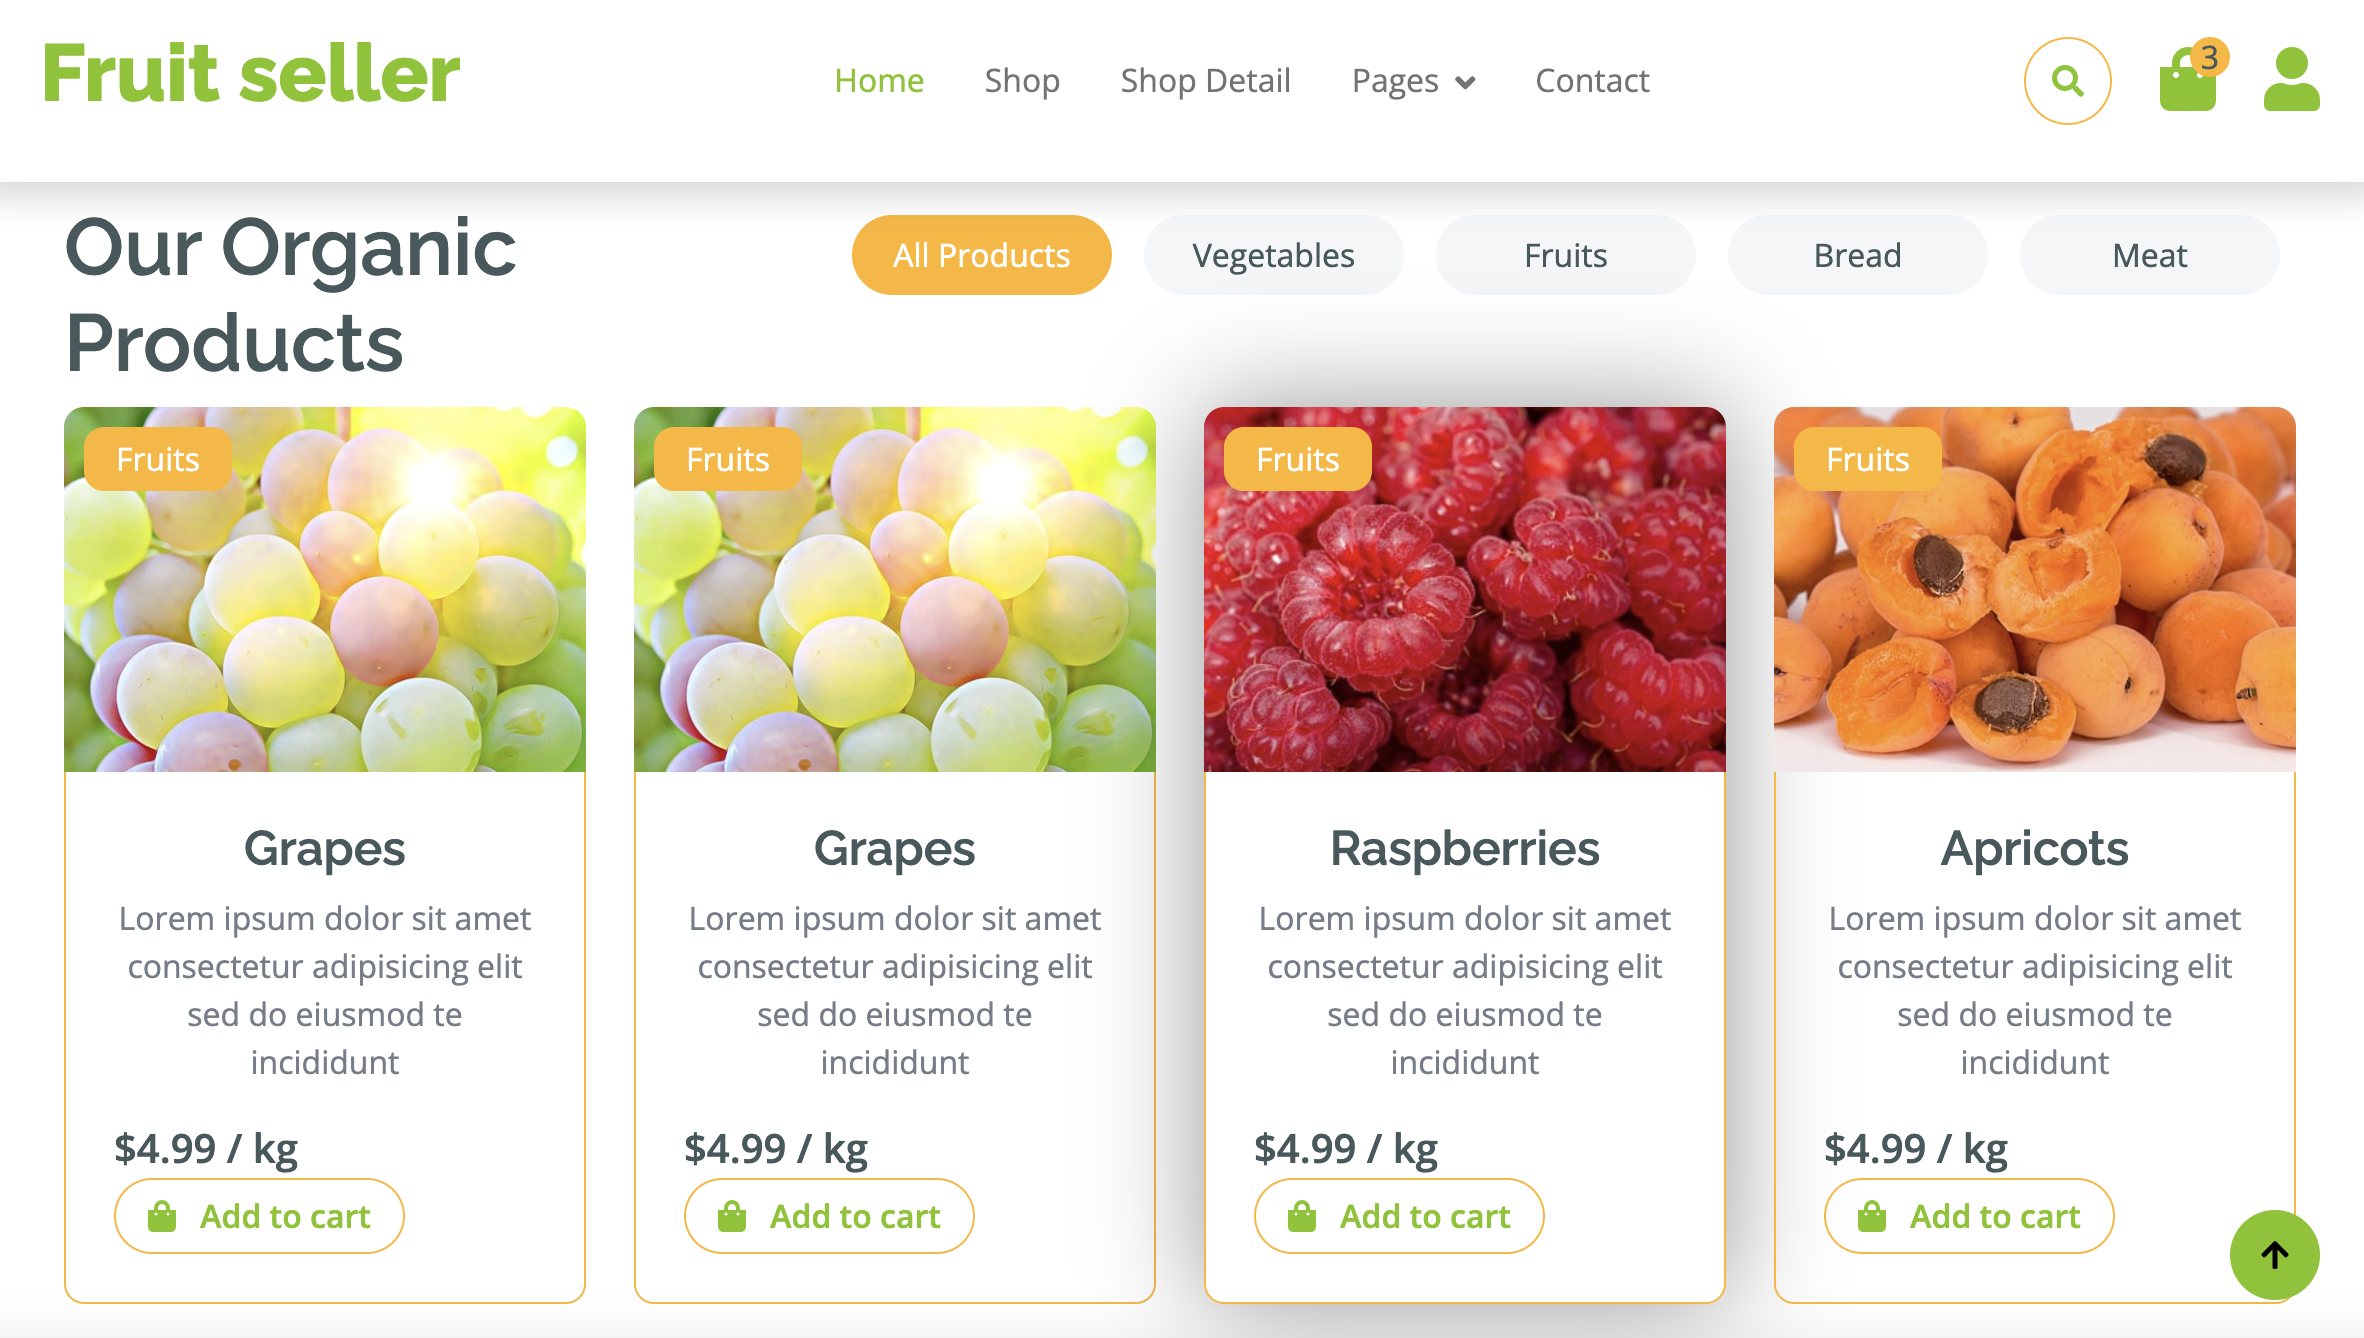 Fruit seller
Home Shop Shop Detail Pages Contact
3
Our Organic
Products
All Products Vegetables Fruits Bread Meat
Fruits
Grapes
Lorem ipsum dolor sit amet
consectetur adipisicing elit
sed do eiusmod te
incididunt
$4.99 / kg
Add to cart
Fruits
Grapes
Lorem ipsum dolor sit amet
consectetur adipisicing elit
sed do eiusmod te
incididunt
$4.99 / kg
Add to cart
Fruits
Raspberries
Lorem ipsum dolor sit amet
consectetur adipisicing elit
sed do eiusmod te
incididunt
$4.99 / kg
Add to cart
Fruits
Apricots
Lorem ipsum dolor sit amet
consectetur adipisicing elit
sed do eiusmod te
incididunt
$4.99 / kg
Add to cart